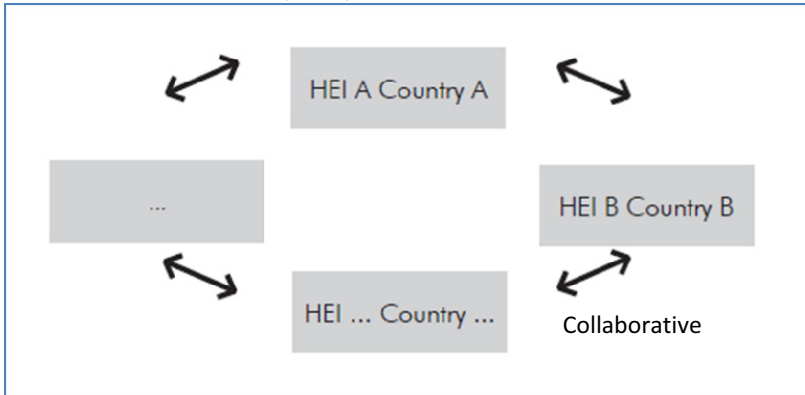 HEI A Country A
...
HEI B Country B
HEI ... Country ...
Collaborative